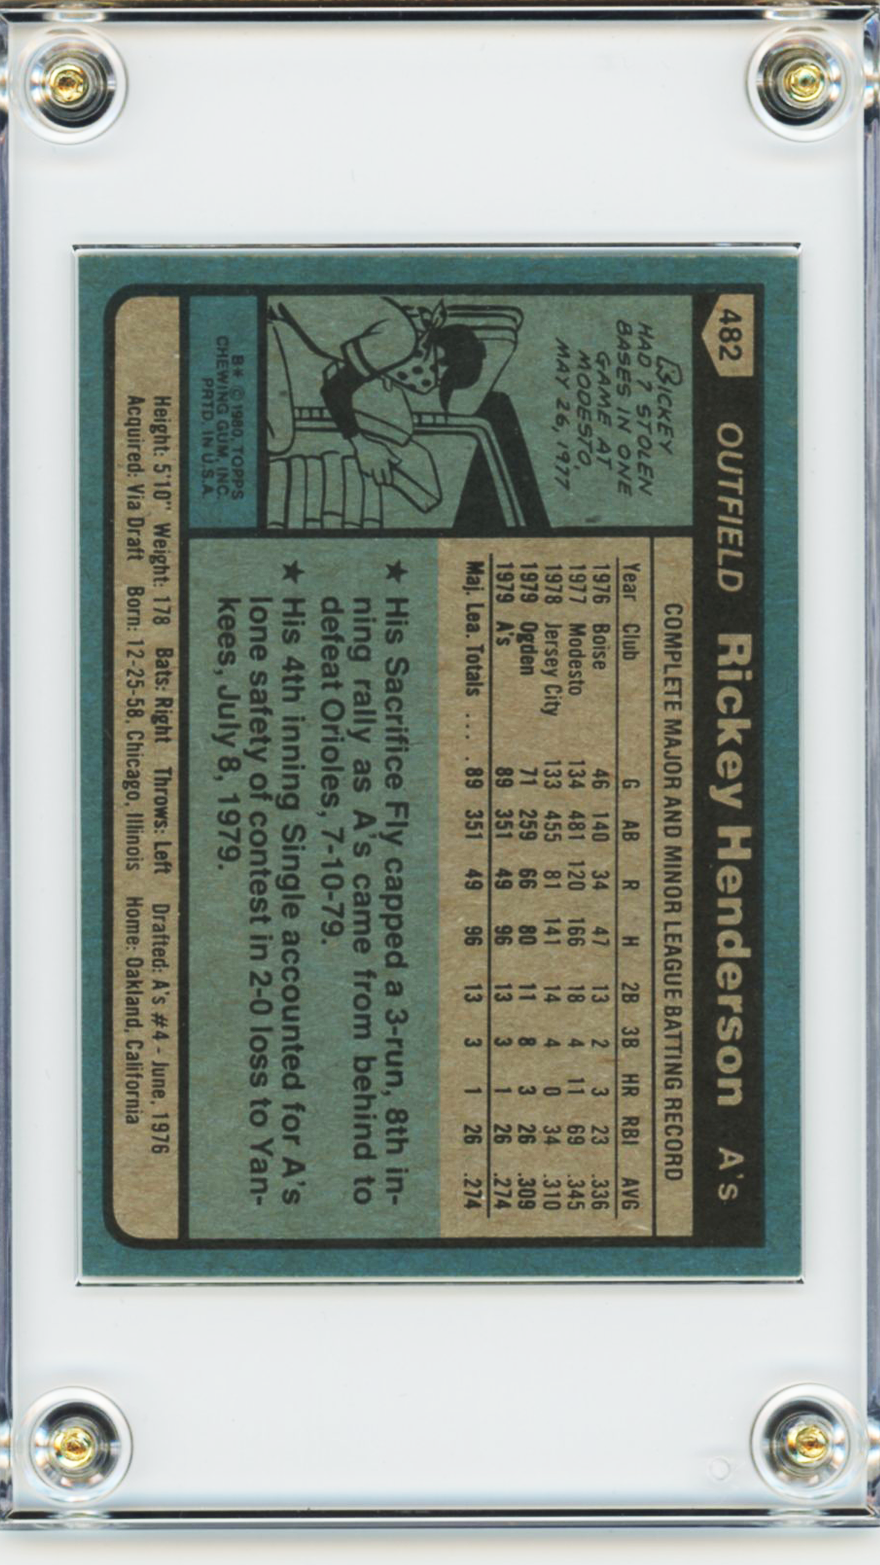 482 OUTFIELD Rickey Henderson A's
RICKEY
HAD 7 STOLEN
BASES IN ONE
GAME AT
MODESTO,
MAY 26, 1977
B* © 1980, TOPPS
CHEWING GUM, INC.
PRTD. IN U.S.A.
COMPLETE MAJOR AND MINOR LEAGUE BATTING RECORD
Year Club G AB R H 2B 3B HR RBI AVG
1976 Boise 46 140 34 47 13 2 3 23 .336
1977 Modesto 134 481 120 166 18 4 11 69 .345
1978 Jersey City 133 455 81 141 14 4 0 34 .310
1979 Ogden 71 259 66 80 11 8 3 26 .309
1979 A's 89 351 49 96 13 3 1 26 .274
Maj. Lea. Totals .... 89 351 49 96 13 3 1 26 .274
★ His Sacrifice Fly capped a 3-run, 8th in-
ning rally as A's came from behind to
defeat Orioles, 7-10-79.
★ His 4th inning Single accounted for A's
lone safety of contest in 2-0 loss to Yan-
kees, July 8, 1979.
Height: 5'10" Weight: 178 Bats: Right Throws: Left Drafted: A's #4 - June, 1976
Acquired: Via Draft Born: 12-25-58, Chicago, Illinois Home: Oakland, California